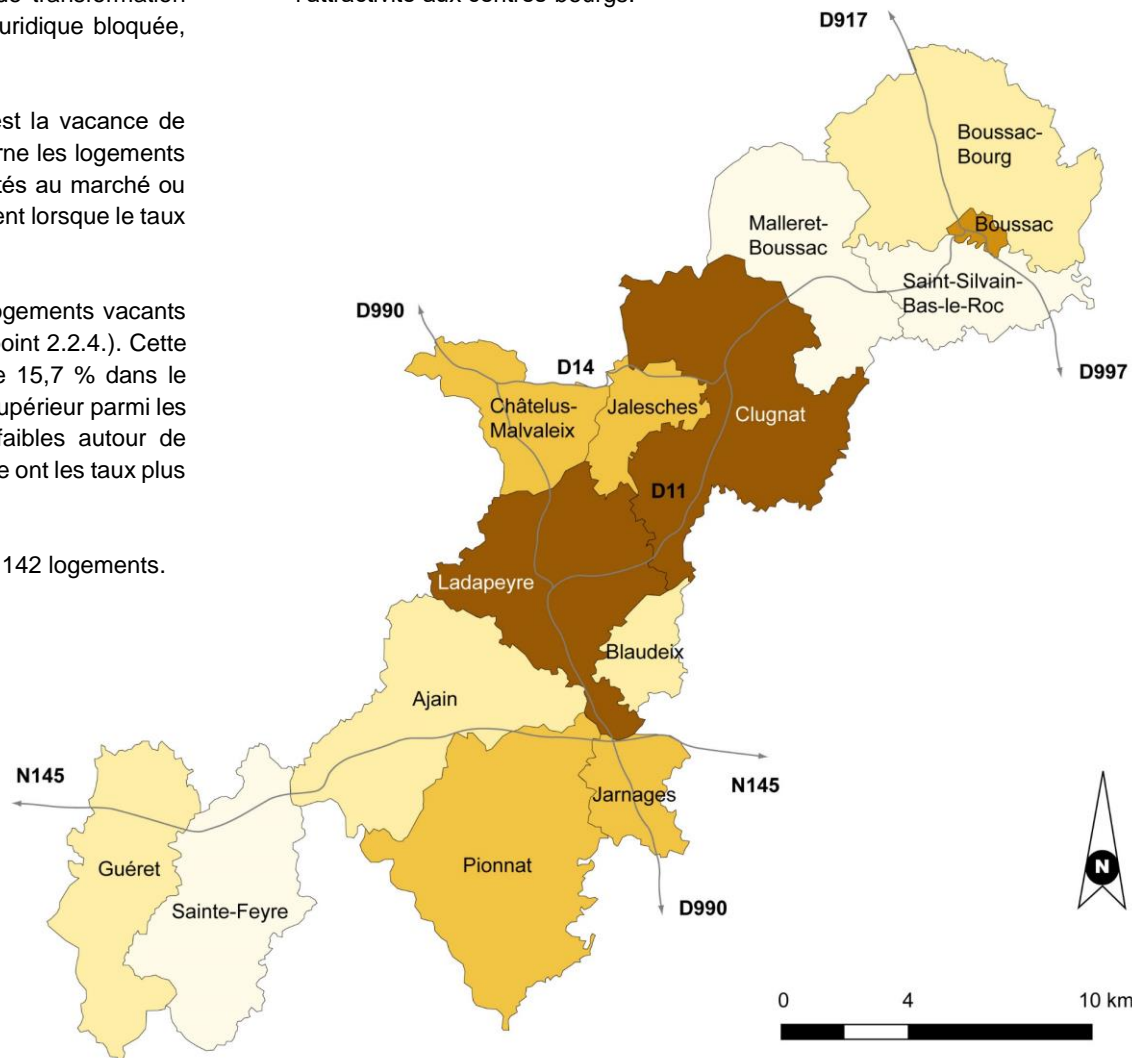 transformation
uridique bloquée,
est la vacance de
rne les logements
tés au marché ou
ent lorsque le taux
ogements vacants
oint 2.2.4.). Cette
e 15,7 % dans le
supérieur parmi les
faibles autour de
e ont les taux plus
142 logements.
l'attractivité aux centres-bourgs.
D917
Boussac-
Bourg
Boussac
Malleret-
Boussac
Saint-Silvain-
Bas-le-Roc
D997
D990
D14
Châtelus-
Malvaleix
Jalesches
Clugnat
D11
Ladapeyre
Blaudeix
Ajain
N145
N145
Jarnages
Guéret
Pionnat
Sainte-Feyre
D990
N
0 4 10 km